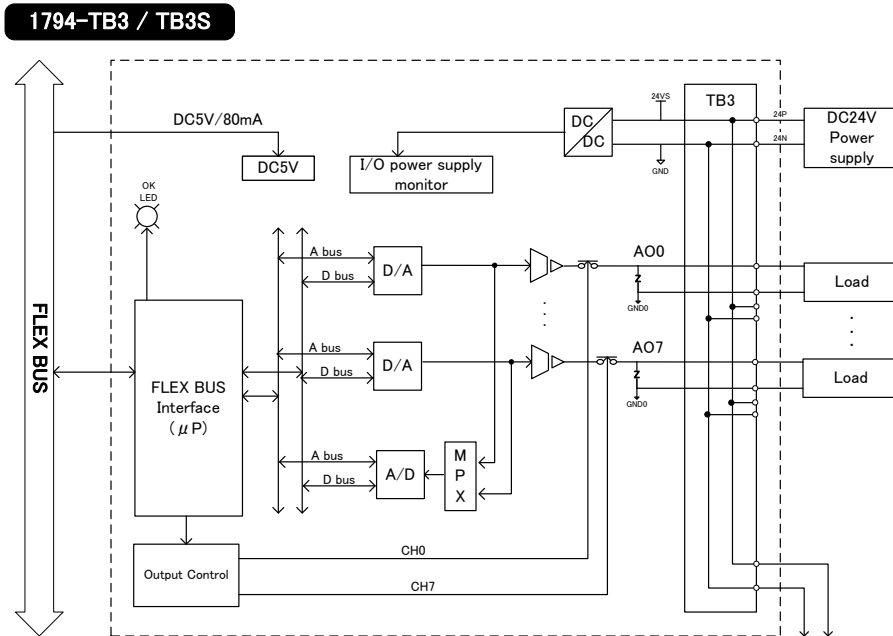 1794-TB3 / TB3S
FLEX BUS
DC5V/80mA
DC5V
I/O power supply
monitor
DC
DC
24VS
GND
TB3
24P
24N
DC24V
Power
supply
OK
LED
A bus
D bus
D/A
AO0
GND0
Load
A bus
D bus
D/A
AO7
GND0
Load
FLEX BUS
Interface
(μP)
A bus
D bus
A/D
M
P
X
Output Control
CH0
CH7